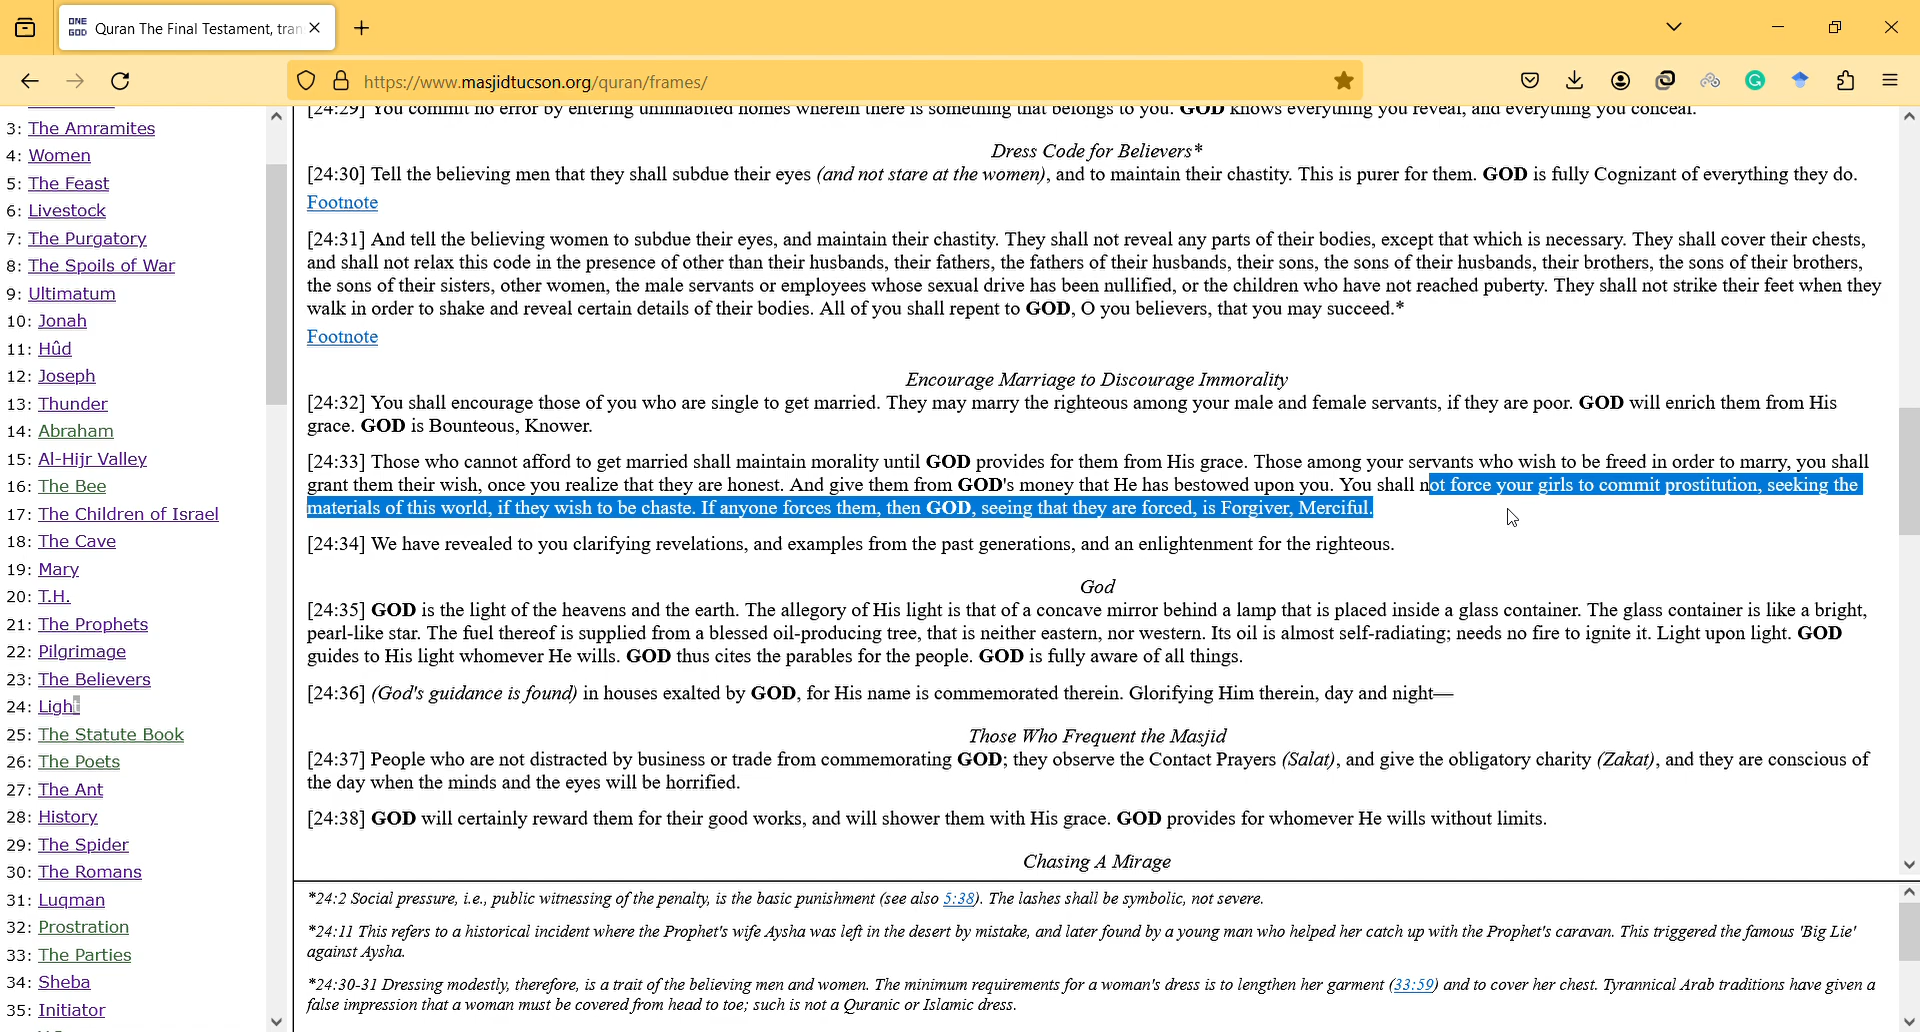 ONE
GOD
Quran The Final Testament, tran
https://www.masjidtucson.org/quran/frames/
3: The Amramites
4: Women
5: The Feast
6: Livestock
7: The Purgatory
8: The Spoils of War
9: Ultimatum
10: Jonah
11: Hûd
12: Joseph
13: Thunder
14: Abraham
15: Al-Hijr Valley
16: The Bee
17: The Children of Israel
18: The Cave
19: Mary
20: T.H.
21: The Prophets
22: Pilgrimage
23: The Believers
24: Light
25: The Statute Book
26: The Poets
27: The Ant
28: History
29: The Spider
30: The Romans
31: Luqman
32: Prostration
33: The Parties
34: Sheba
35: Initiator
[24:29] You commit no error by entering uninhabited homes wherein there is something that belongs to you. GOD knows everything you reveal, and everything you conceal.
Dress Code for Believers*
[24:30] Tell the believing men that they shall subdue their eyes (and not stare at the women), and to maintain their chastity. This is purer for them. GOD is fully Cognizant of everything they do.
Footnote
[24:31] And tell the believing women to subdue their eyes, and maintain their chastity. They shall not reveal any parts of their bodies, except that which is necessary. They shall cover their chests,
and shall not relax this code in the presence of other than their husbands, their fathers, the fathers of their husbands, their sons, the sons of their husbands, their brothers, the sons of their brothers,
the sons of their sisters, other women, the male servants or employees whose sexual drive has been nullified, or the children who have not reached puberty. They shall not strike their feet when they
walk in order to shake and reveal certain details of their bodies. All of you shall repent to GOD, O you believers, that you may succeed.*
Footnote
Encourage Marriage to Discourage Immorality
[24:32] You shall encourage those of you who are single to get married. They may marry the righteous among your male and female servants, if they are poor. GOD will enrich them from His
grace. GOD is Bounteous, Knower.
[24:33] Those who cannot afford to get married shall maintain morality until GOD provides for them from His grace. Those among your servants who wish to be freed in order to marry, you shall
grant them their wish, once you realize that they are honest. And give them from GOD's money that He has bestowed upon you. You shall not force your girls to commit prostitution, seeking the
materials of this world, if they wish to be chaste. If anyone forces them, then GOD, seeing that they are forced, is Forgiver, Merciful.
[24:34] We have revealed to you clarifying revelations, and examples from the past generations, and an enlightenment for the righteous.
God
[24:35] GOD is the light of the heavens and the earth. The allegory of His light is that of a concave mirror behind a lamp that is placed inside a glass container. The glass container is like a bright,
pearl-like star. The fuel thereof is supplied from a blessed oil-producing tree, that is neither eastern, nor western. Its oil is almost self-radiating; needs no fire to ignite it. Light upon light. GOD
guides to His light whomever He wills. GOD thus cites the parables for the people. GOD is fully aware of all things.
[24:36] (God's guidance is found) in houses exalted by GOD, for His name is commemorated therein. Glorifying Him therein, day and night—
Those Who Frequent the Masjid
[24:37] People who are not distracted by business or trade from commemorating GOD; they observe the Contact Prayers (Salat), and give the obligatory charity (Zakat), and they are conscious of
the day when the minds and the eyes will be horrified.
[24:38] GOD will certainly reward them for their good works, and will shower them with His grace. GOD provides for whomever He wills without limits.
Chasing A Mirage
*24:2 Social pressure, i.e., public witnessing of the penalty, is the basic punishment (see also 5:38). The lashes shall be symbolic, not severe.
*24:11 This refers to a historical incident where the Prophet's wife Aysha was left in the desert by mistake, and later found by a young man who helped her catch up with the Prophet's caravan. This triggered the famous 'Big Lie'
against Aysha.
*24:30-31 Dressing modestly, therefore, is a trait of the believing men and women. The minimum requirements for a woman's dress is to lengthen her garment (33:59) and to cover her chest. Tyrannical Arab traditions have given a
false impression that a woman must be covered from head to toe; such is not a Quranic or Islamic dress.